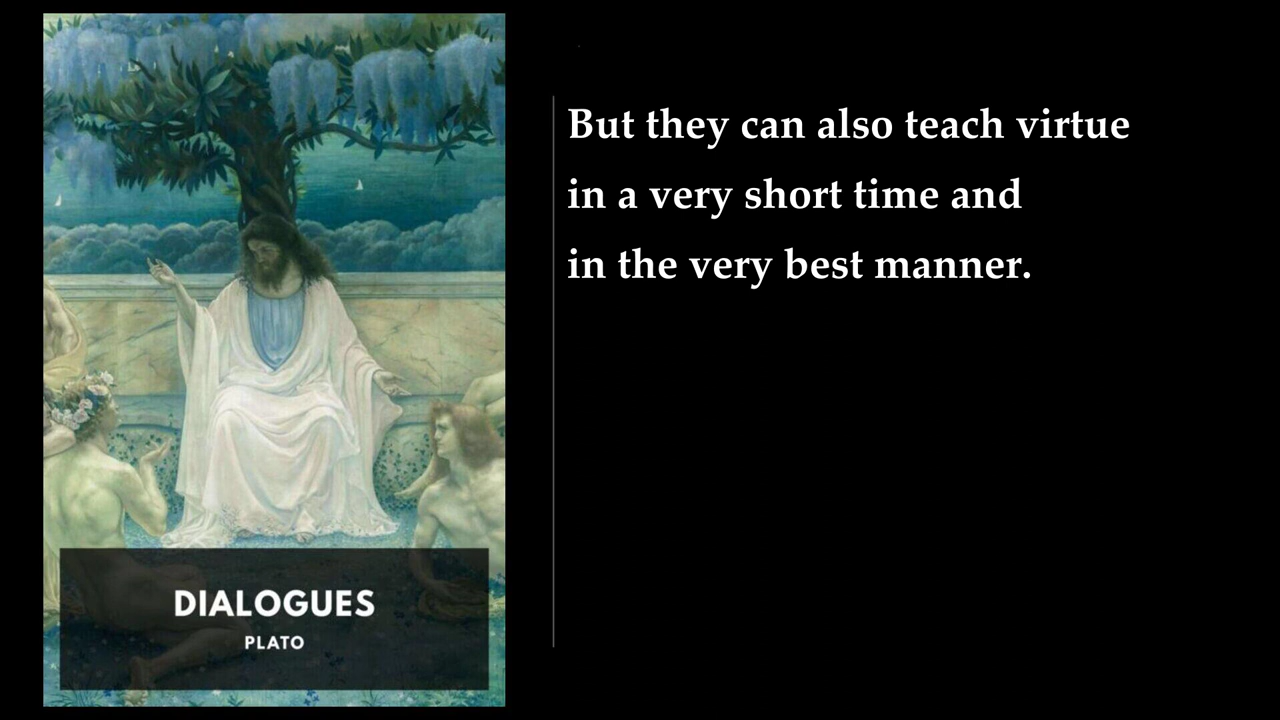 But they can also teach virtue
in a very short time and
in the very best manner.
DIALOGUES
PLATO